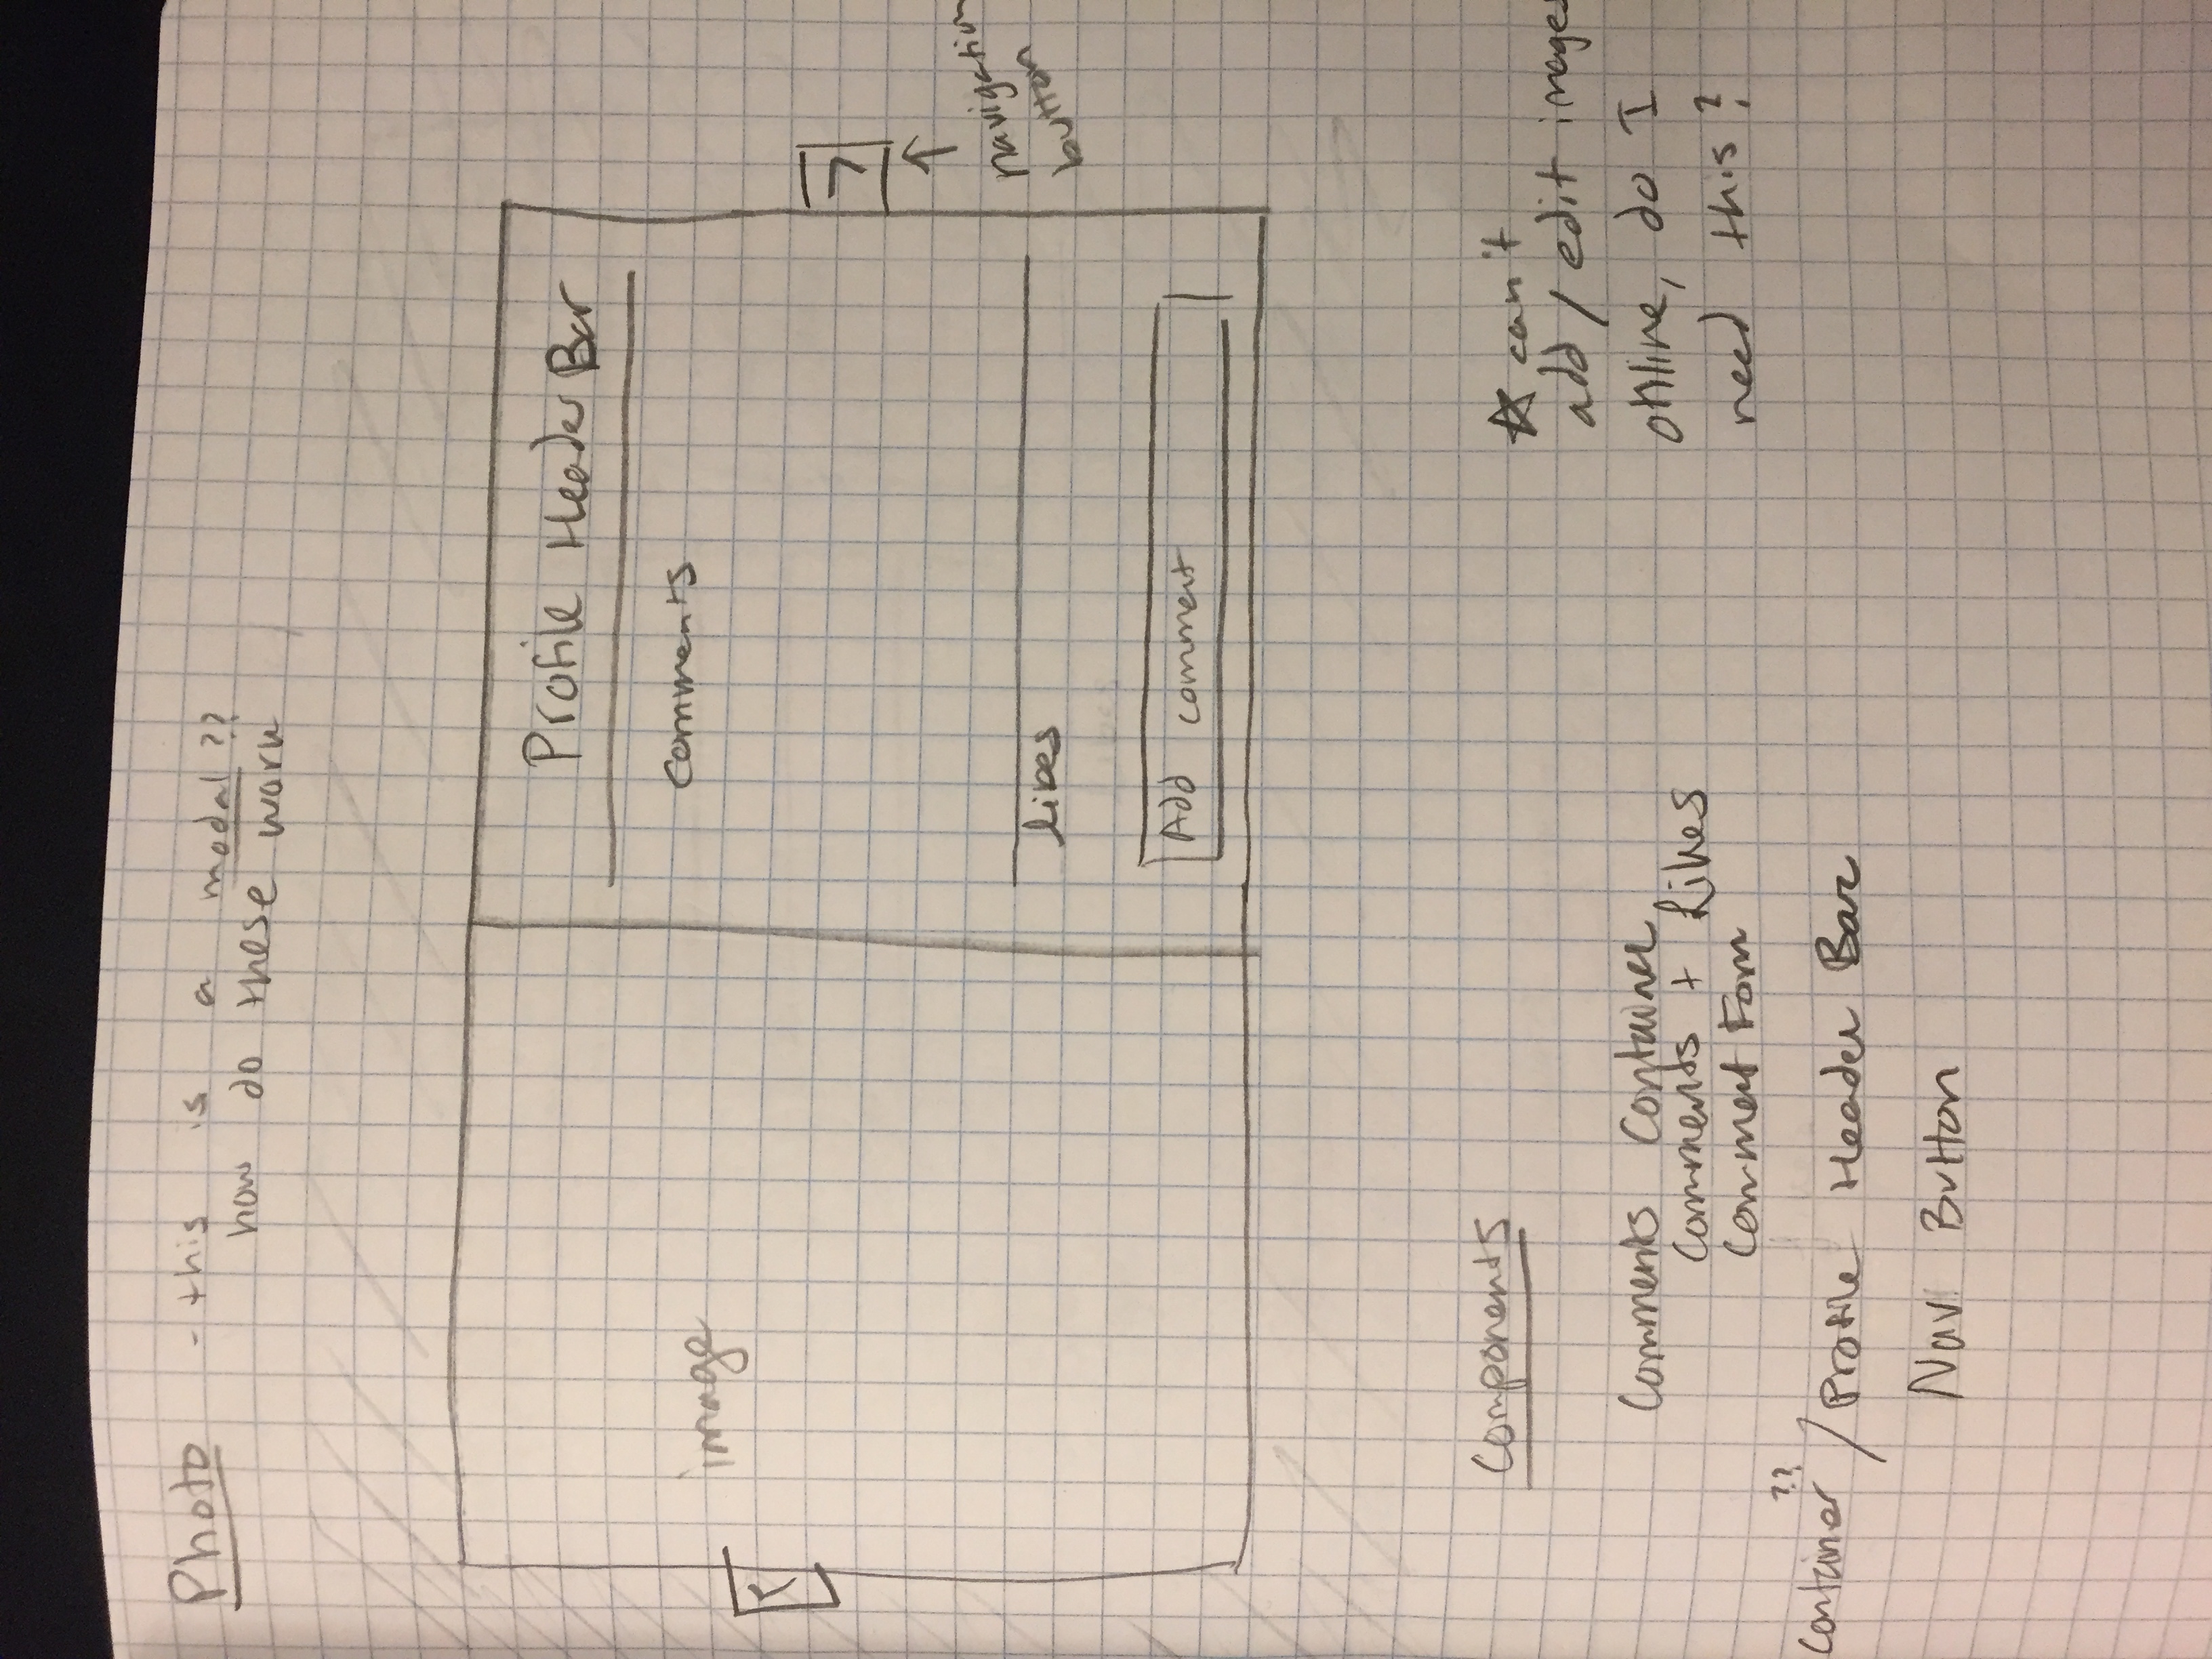 Photo - this is a modal??
how do these work
Profile Header Bar
comments
image
<
>
navigation
button
likes
Add comment
Components
☆ can't
add / edit images
offline, do I
need this?
Comments Container
Comments + Likes
Comment Form
Container?? / Profile Header Bar
Nav Button